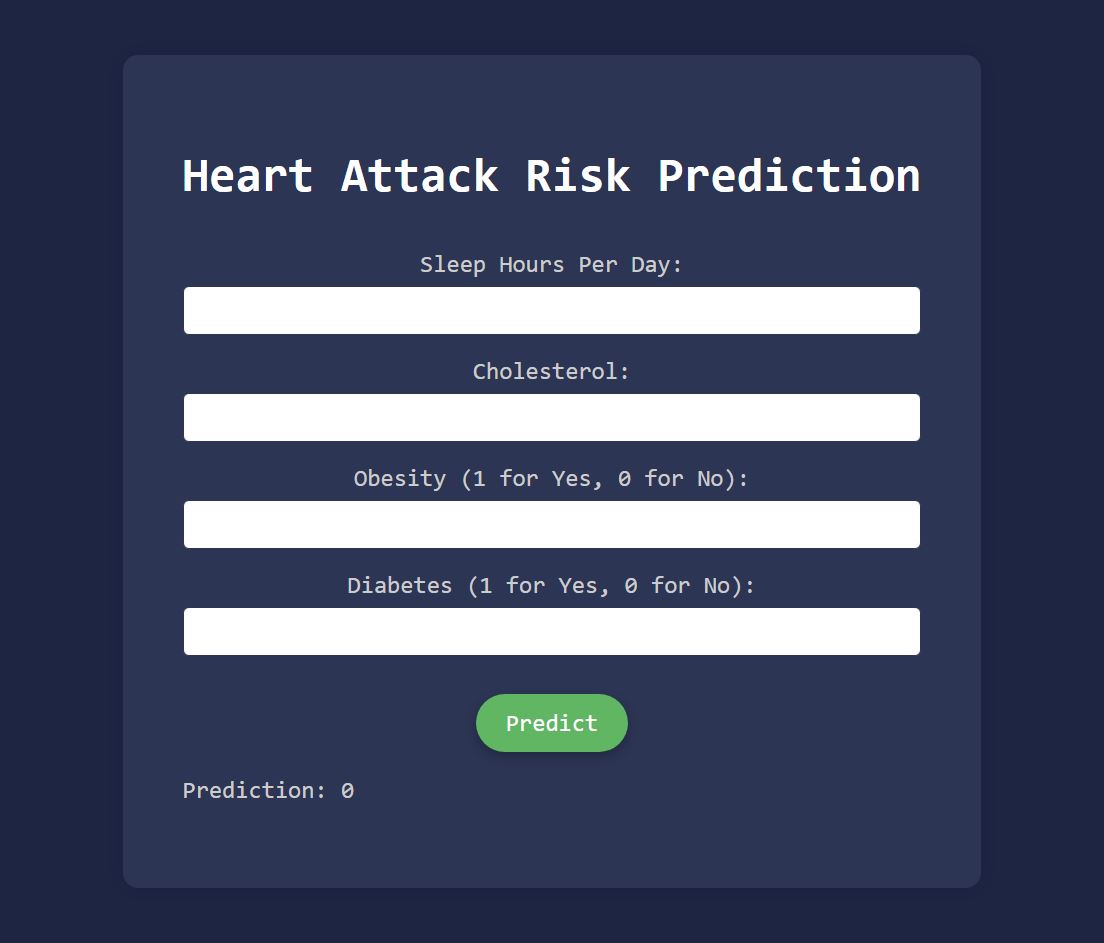 Heart Attack Risk Prediction
Sleep Hours Per Day:
Cholesterol:
Obesity (1 for Yes, 0 for No):
Diabetes (1 for Yes, 0 for No):
Predict
Prediction: 0